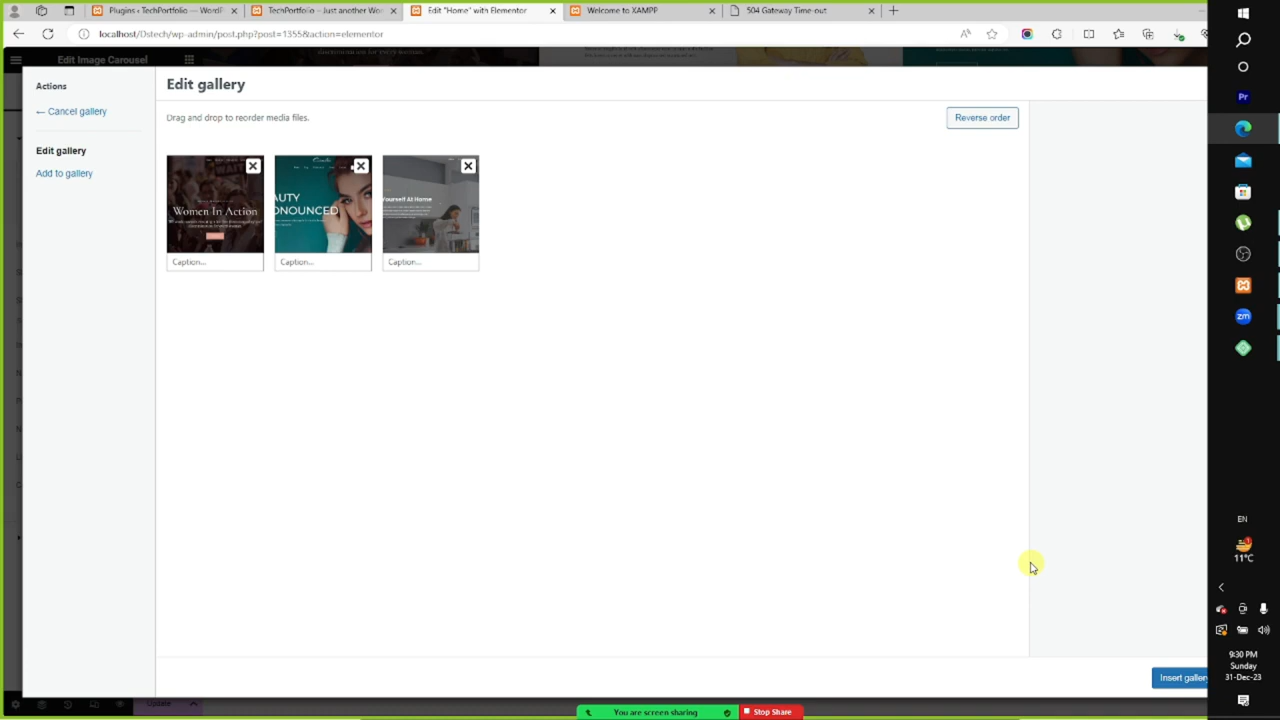 Plugins ‹ TechPortfolio — WordP
TechPortfolio – Just another Wor
Edit "Home" with Elementor
Welcome to XAMPP
504 Gateway Time-out
localhost/Dstech/wp-admin/post.php?post=1355&action=elementor
Edit Image Carousel
Actions
← Cancel gallery
Edit gallery
Add to gallery
Edit gallery
Drag and drop to reorder media files.
Reverse order
Women In Action
AUTY
ONOUNCED
Yourself At Home
Caption...
Caption...
Caption...
Insert gallery
Update
You are screen sharing
Stop Share
Pr
zm
EN
1
11°C
9:30 PM
Sunday
31-Dec-23